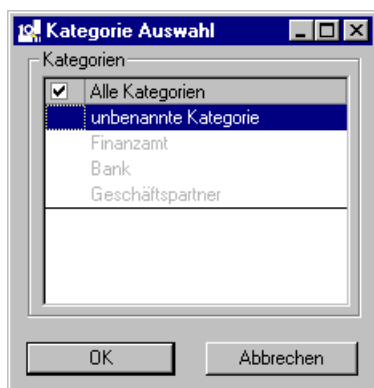 Kategorie Auswahl
Kategorien
Alle Kategorien
unbenannte Kategorie
Finanzamt
Bank
Geschäftspartner
OK
Abbrechen